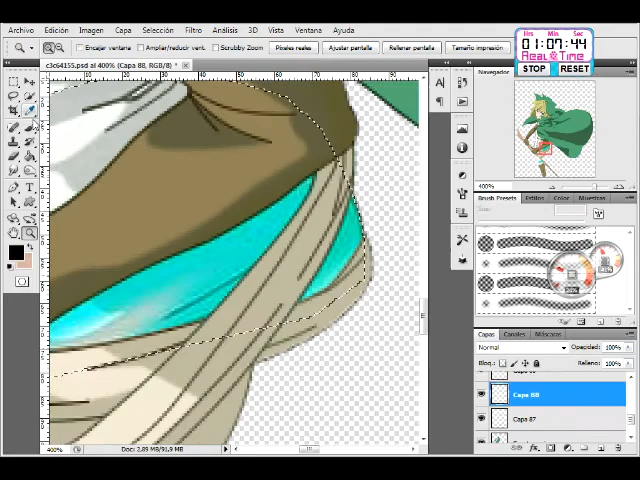 Archivo Edición Imagen Capa Selección Filtro Análisis 3D Vista Ventana Ayuda
Hrs Min Sec
01:07:44
Real Time
STOP RESET
Encajar ventana Ampliar/reducir vent. Scrubby Zoom Píxeles reales Ajustar pantalla Rellenar pantalla Tamaño impresión
c3c64155.psd al 400% (Capa 88, RGB/8) *
Navegador
400%
Brush Presets Estilos Color Muestras
Capas Canales Máscaras
Normal Opacidad: 100%
Bloq.: Relleno: 100%
Capa 88
Capa 87
400% Doc: 2,89 MB/91,9 MB